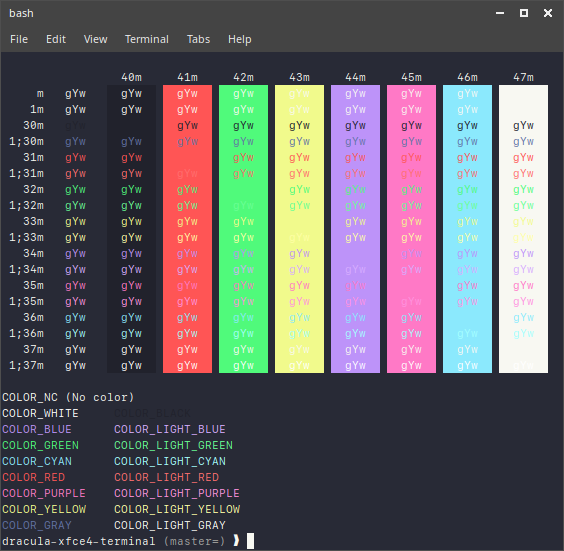 bash
File Edit View Terminal Tabs Help
40m 41m 42m 43m 44m 45m 46m 47m
m gYw gYw gYw gYw gYw gYw gYw gYw
1m gYw gYw gYw gYw gYw gYw gYw gYw
30m gYw gYw gYw gYw gYw gYw gYw gYw
1;30m gYw gYw gYw gYw gYw gYw gYw gYw gYw
31m gYw gYw gYw gYw gYw gYw gYw gYw
1;31m gYw gYw gYw gYw gYw gYw gYw gYw gYw
32m gYw gYw gYw gYw gYw gYw gYw gYw
1;32m gYw gYw gYw gYw gYw gYw gYw gYw gYw
33m gYw gYw gYw gYw gYw gYw gYw gYw
1;33m gYw gYw gYw gYw gYw gYw gYw gYw gYw
34m gYw gYw gYw gYw gYw gYw gYw gYw
1;34m gYw gYw gYw gYw gYw gYw gYw gYw gYw
35m gYw gYw gYw gYw gYw gYw gYw gYw
1;35m gYw gYw gYw gYw gYw gYw gYw gYw gYw
36m gYw gYw gYw gYw gYw gYw gYw gYw
1;36m gYw gYw gYw gYw gYw gYw gYw gYw gYw
37m gYw gYw gYw gYw gYw gYw gYw gYw
1;37m gYw gYw gYw gYw gYw gYw gYw gYw
COLOR_NC (No color)
COLOR_WHITE COLOR_BLACK
COLOR_BLUE COLOR_LIGHT_BLUE
COLOR_GREEN COLOR_LIGHT_GREEN
COLOR_CYAN COLOR_LIGHT_CYAN
COLOR_RED COLOR_LIGHT_RED
COLOR_PURPLE COLOR_LIGHT_PURPLE
COLOR_YELLOW COLOR_LIGHT_YELLOW
COLOR_GRAY COLOR_LIGHT_GRAY
dracula-xfce4-terminal (master=) ❱